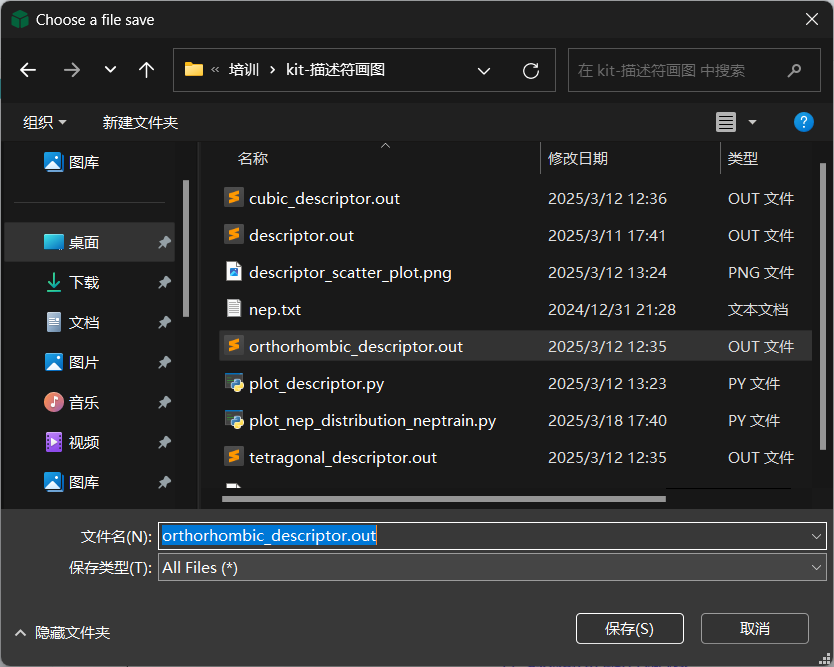 Choose a file save
« 培训 › kit-描述符画图
在 kit-描述符画图 中搜索
组织
新建文件夹
?
图库
桌面
下载
文档
图片
音乐
视频
图库
名称 修改日期 类型
cubic_descriptor.out 2025/3/12 12:36 OUT 文件
descriptor.out 2025/3/11 17:41 OUT 文件
descriptor_scatter_plot.png 2025/3/12 13:24 PNG 文件
nep.txt 2024/12/31 21:28 文本文档
orthorhombic_descriptor.out 2025/3/12 12:35 OUT 文件
plot_descriptor.py 2025/3/12 13:23 PY 文件
plot_nep_distribution_neptrain.py 2025/3/18 17:40 PY 文件
tetragonal_descriptor.out 2025/3/12 12:35 OUT 文件
文件名(N): orthorhombic_descriptor.out
保存类型(T): All Files (*)
隐藏文件夹
保存(S)
取消